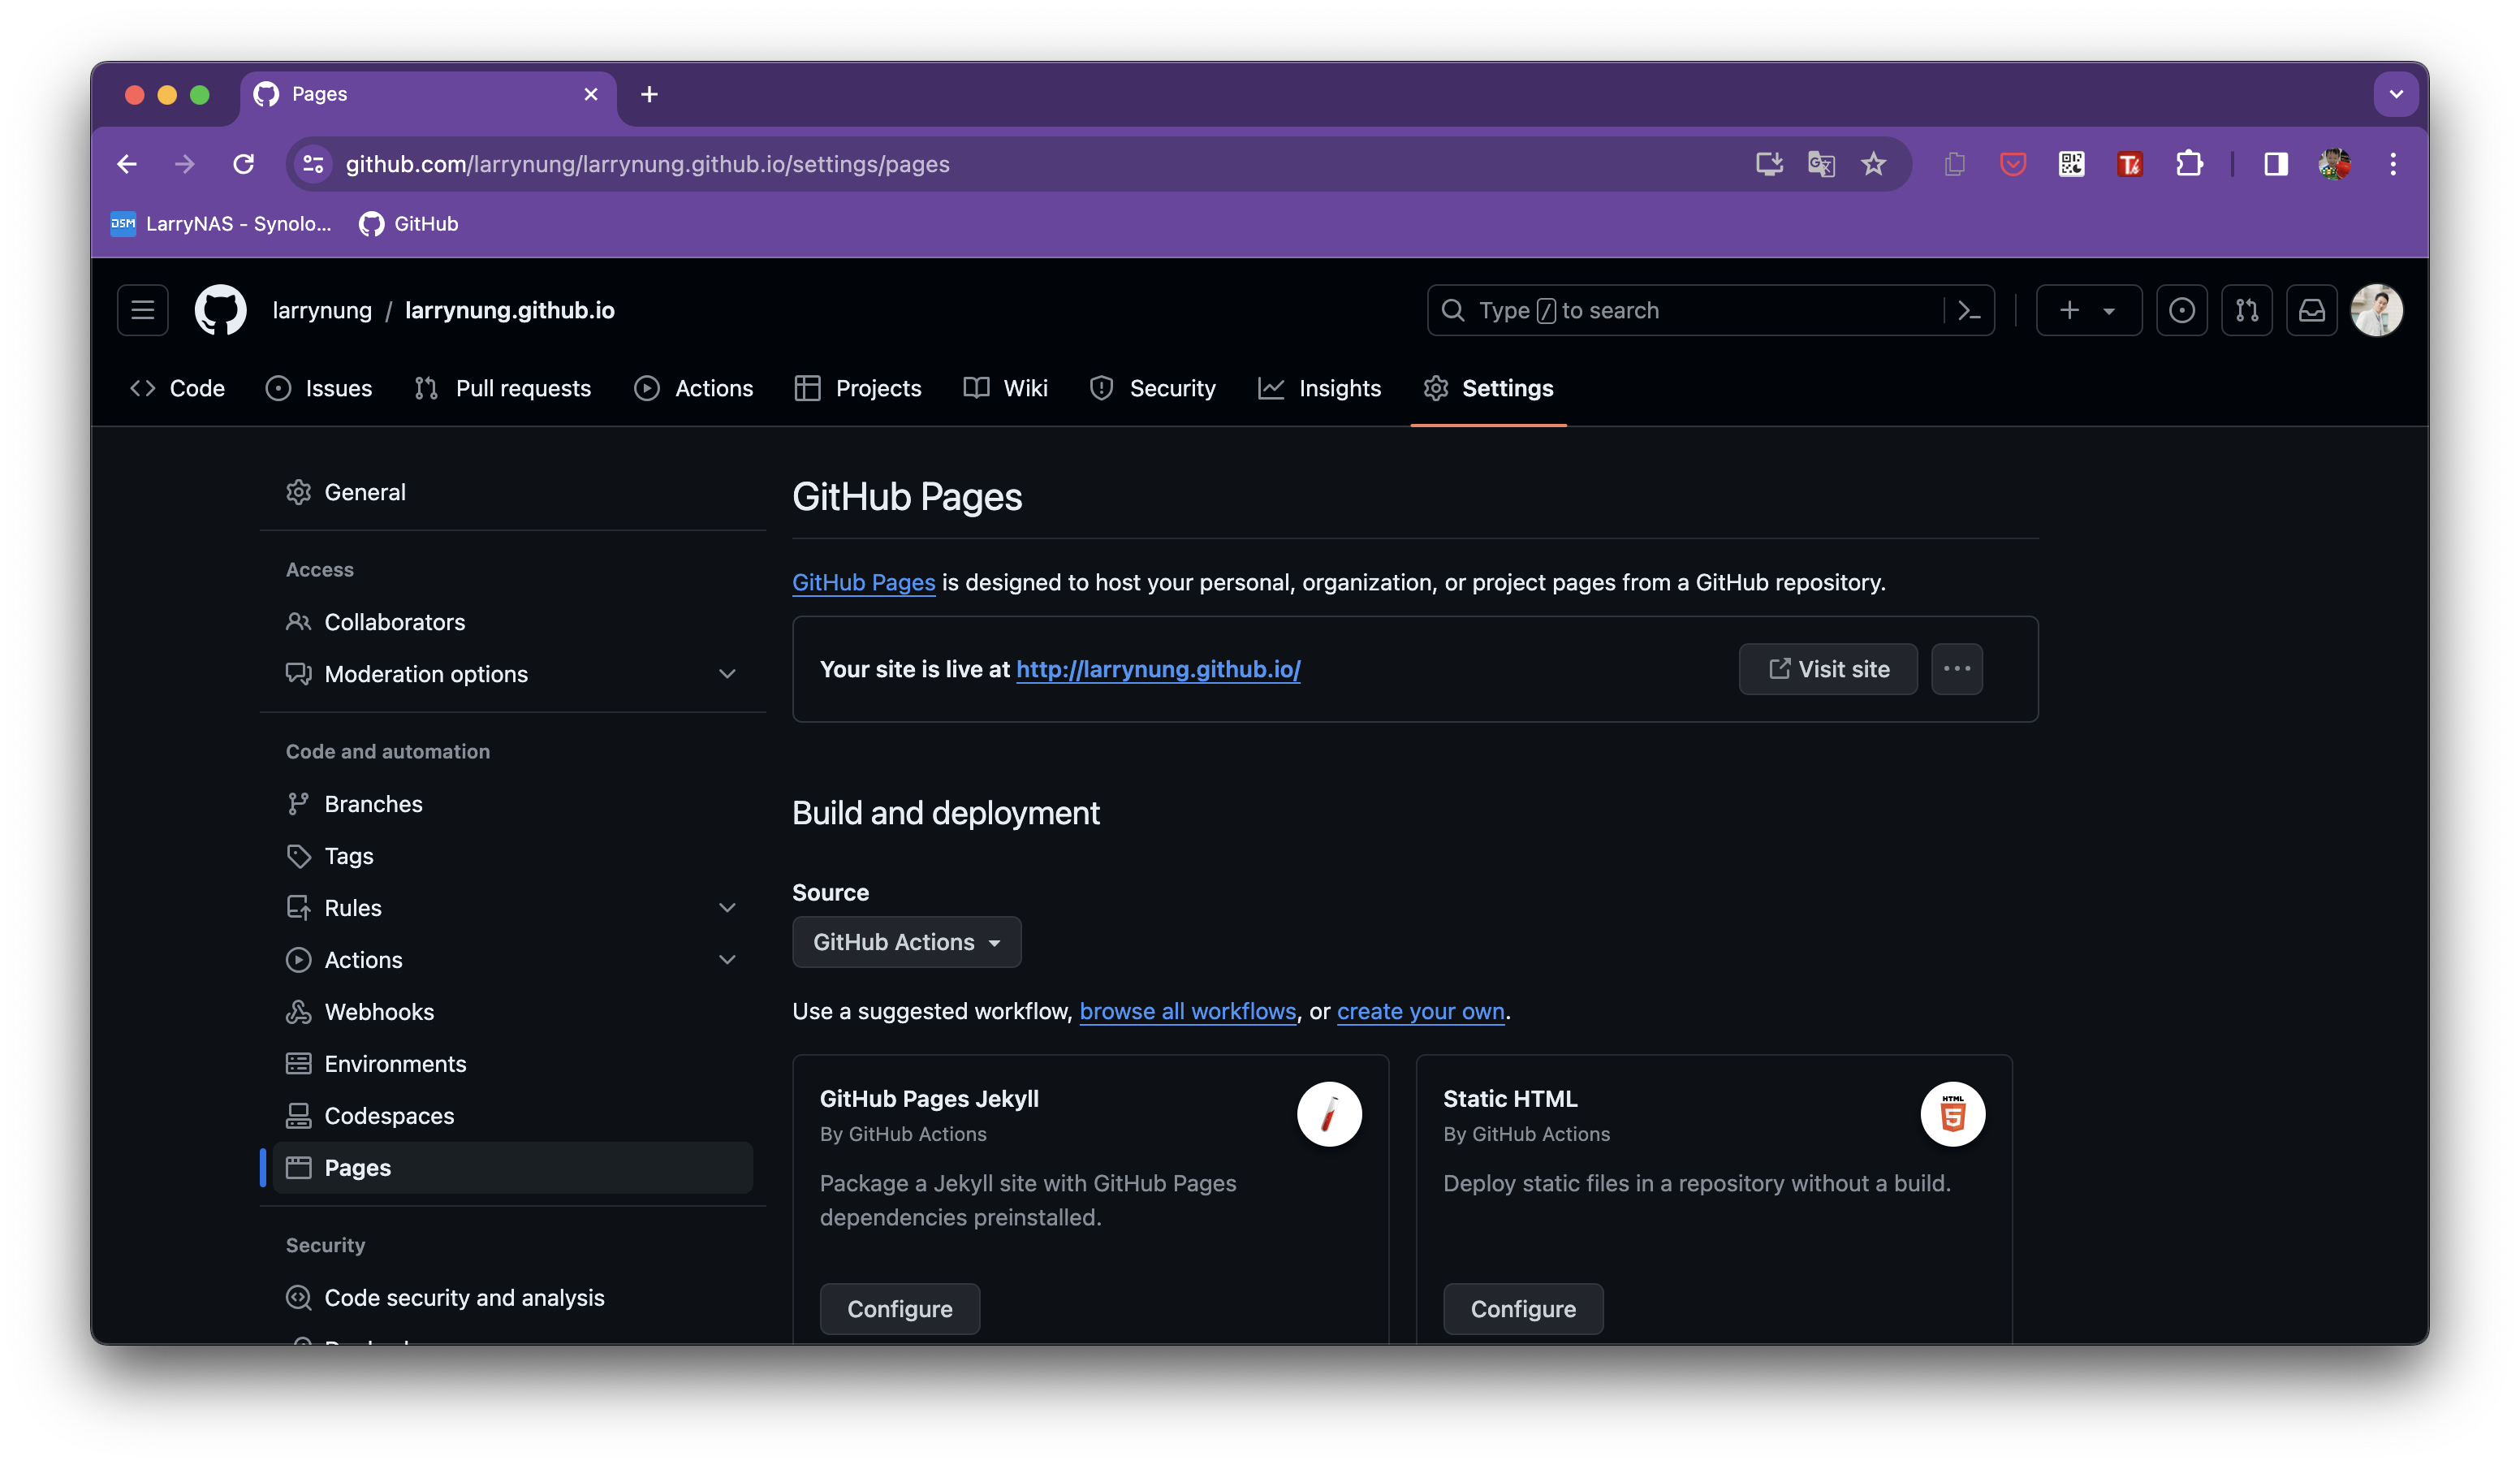 Pages
github.com/larrynung/larrynung.github.io/settings/pages
DSM LarryNAS - Synolo... GitHub
larrynung / larrynung.github.io
Type / to search
Code Issues Pull requests Actions Projects Wiki Security Insights Settings
General
Access
Collaborators
Moderation options
Code and automation
Branches
Tags
Rules
Actions
Webhooks
Environments
Codespaces
Pages
Security
Code security and analysis
GitHub Pages
GitHub Pages is designed to host your personal, organization, or project pages from a GitHub repository.
Your site is live at http://larrynung.github.io/
Visit site
Build and deployment
Source
GitHub Actions
Use a suggested workflow, browse all workflows, or create your own.
GitHub Pages Jekyll
By GitHub Actions
Package a Jekyll site with GitHub Pages
dependencies preinstalled.
Configure
Static HTML
By GitHub Actions
HTML
5
Deploy static files in a repository without a build.
Configure